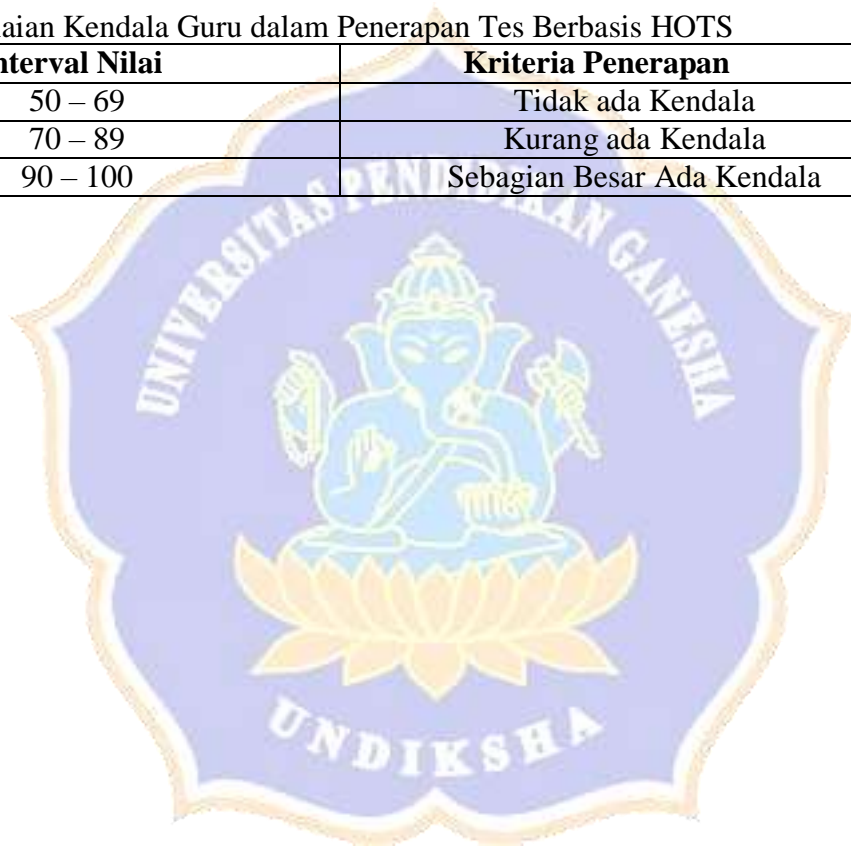 aian Kendala Guru dalam Penerapan Tes Berbasis HOTS
nterval Nilai Kriteria Penerapan
50 – 69 Tidak ada Kendala
70 – 89 Kurang ada Kendala
90 – 100 Sebagian Besar Ada Kendala
UNIVERSITAS PENDIDIKAN GANESHA
UNDIKSHA